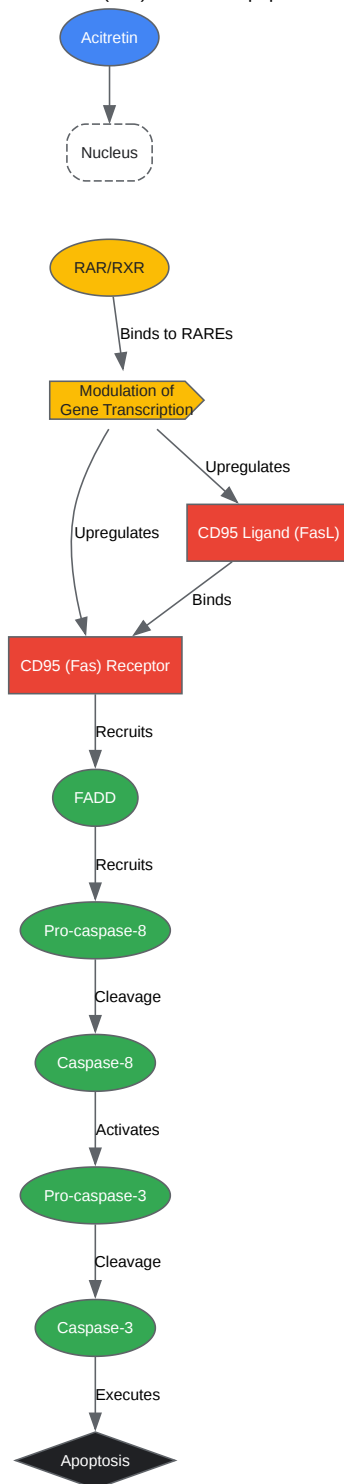 Acitretin
Nucleus
RAR/RXR
Binds to RAREs
Modulation of
Gene Transcription
Upregulates
CD95 Ligand (FasL)
Upregulates
Binds
CD95 (Fas) Receptor
Recruits
FADD
Recruits
Pro-caspase-8
Cleavage
Caspase-8
Activates
Pro-caspase-3
Cleavage
Caspase-3
Executes
Apoptosis